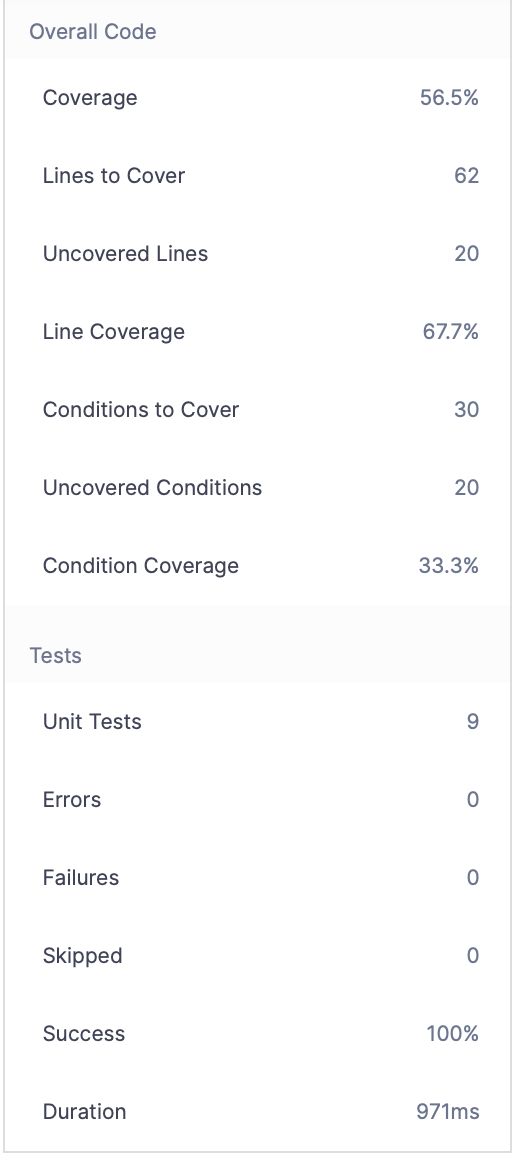 Overall Code
Coverage 56.5%
Lines to Cover 62
Uncovered Lines 20
Line Coverage 67.7%
Conditions to Cover 30
Uncovered Conditions 20
Condition Coverage 33.3%
Tests
Unit Tests 9
Errors 0
Failures 0
Skipped 0
Success 100%
Duration 971ms